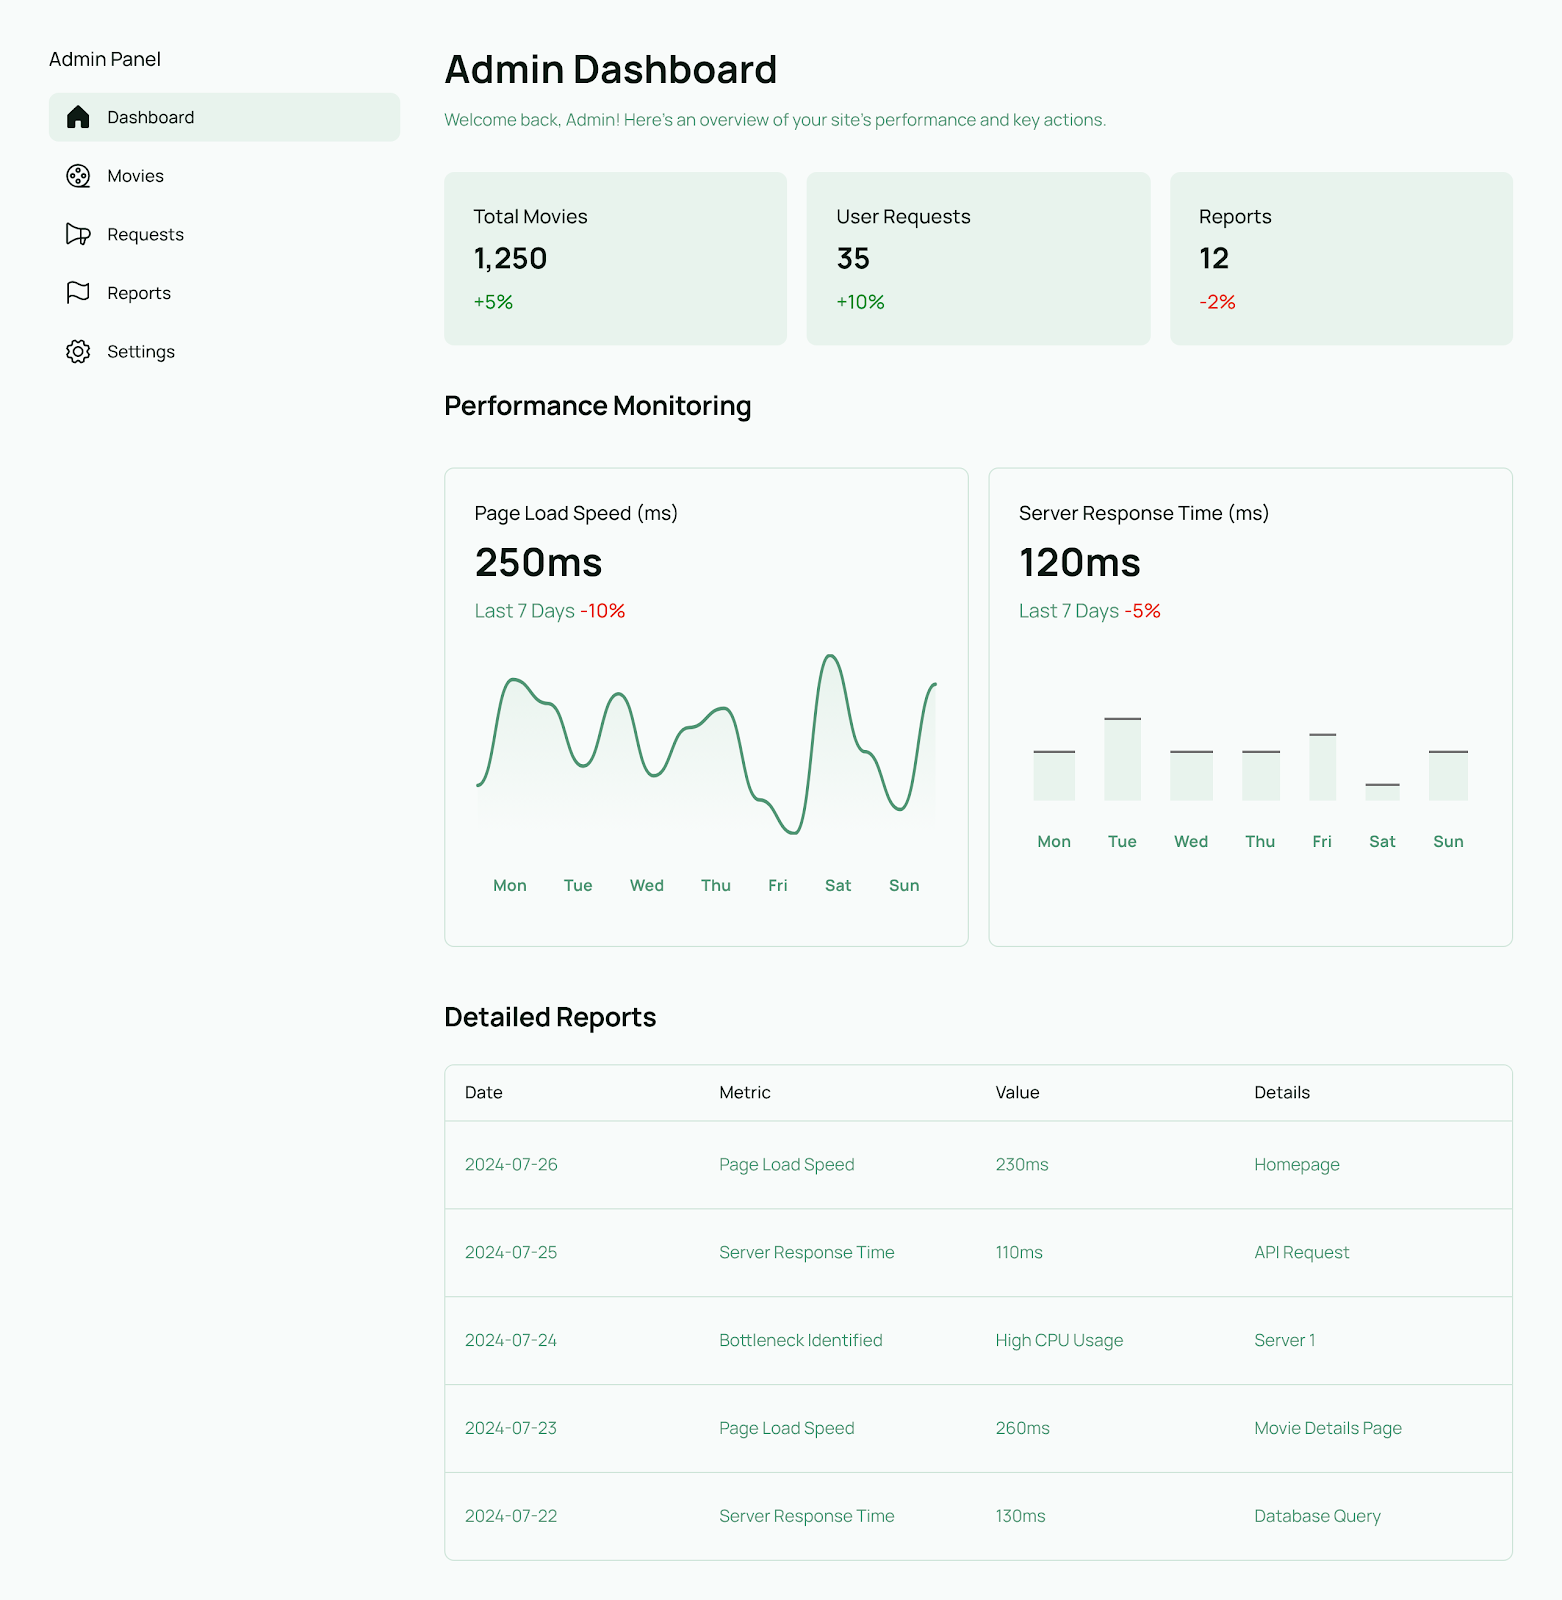 Admin Panel
Dashboard
Movies
Requests
Reports
Settings
Admin Dashboard
Welcome back, Admin! Here's an overview of your site's performance and key actions.
Total Movies
1,250
+5%
User Requests
35
+10%
Reports
12
-2%
Performance Monitoring
Page Load Speed (ms)
250ms
Last 7 Days -10%
Mon Tue Wed Thu Fri Sat Sun
Server Response Time (ms)
120ms
Last 7 Days -5%
Mon Tue Wed Thu Fri Sat Sun
Detailed Reports
Date Metric Value Details
2024-07-26 Page Load Speed 230ms Homepage
2024-07-25 Server Response Time 110ms API Request
2024-07-24 Bottleneck Identified High CPU Usage Server 1
2024-07-23 Page Load Speed 260ms Movie Details Page
2024-07-22 Server Response Time 130ms Database Query